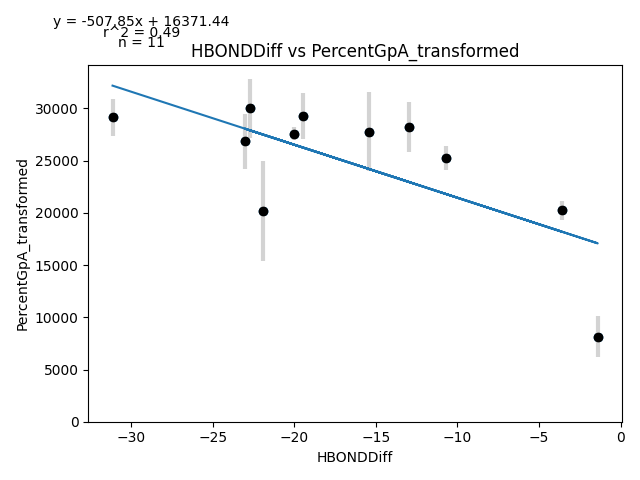 y = -507.85x + 16371.44
r^2 = 0.49
n = 11
HBONDDiff vs PercentGpA_transformed
PercentGpA_transformed
30000
25000
20000
15000
10000
5000
0
−30
−25
−20
−15
−10
−5
0
HBONDDiff